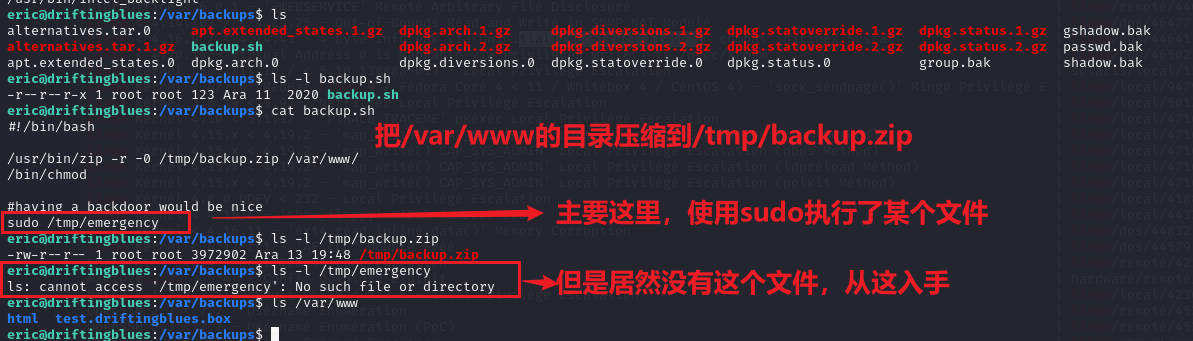 eric@driftingblues:/var/backups$ ls
alternatives.tar.0 apt.extended_states.1.gz dpkg.arch.1.gz dpkg.diversions.1.gz dpkg.statoverride.1.gz dpkg.status.1.gz gshadow.bak
alternatives.tar.1.gz backup.sh dpkg.arch.2.gz dpkg.diversions.2.gz dpkg.statoverride.2.gz dpkg.status.2.gz passwd.bak
apt.extended_states.0 dpkg.arch.0 dpkg.diversions.0 dpkg.statoverride.0 dpkg.status.0 group.bak shadow.bak
eric@driftingblues:/var/backups$ ls -l backup.sh
-r--r--r-x 1 root root 123 Ara 11 2020 backup.sh
eric@driftingblues:/var/backups$ cat backup.sh
#!/bin/bash
把/var/www的目录压缩到/tmp/backup.zip
/usr/bin/zip -r -0 /tmp/backup.zip /var/www/
/bin/chmod
#having a backdoor would be nice
sudo /tmp/emergency
主要这里，使用sudo执行了某个文件
eric@driftingblues:/var/backups$ ls -l /tmp/backup.zip
-rw-r--r-- 1 root root 3972902 Ara 13 19:48 /tmp/backup.zip
eric@driftingblues:/var/backups$ ls -l /tmp/emergency
ls: cannot access '/tmp/emergency': No such file or directory
但是居然没有这个文件，从这入手
eric@driftingblues:/var/backups$ ls /var/www
html test.driftingblues.box
eric@driftingblues:/var/backups$